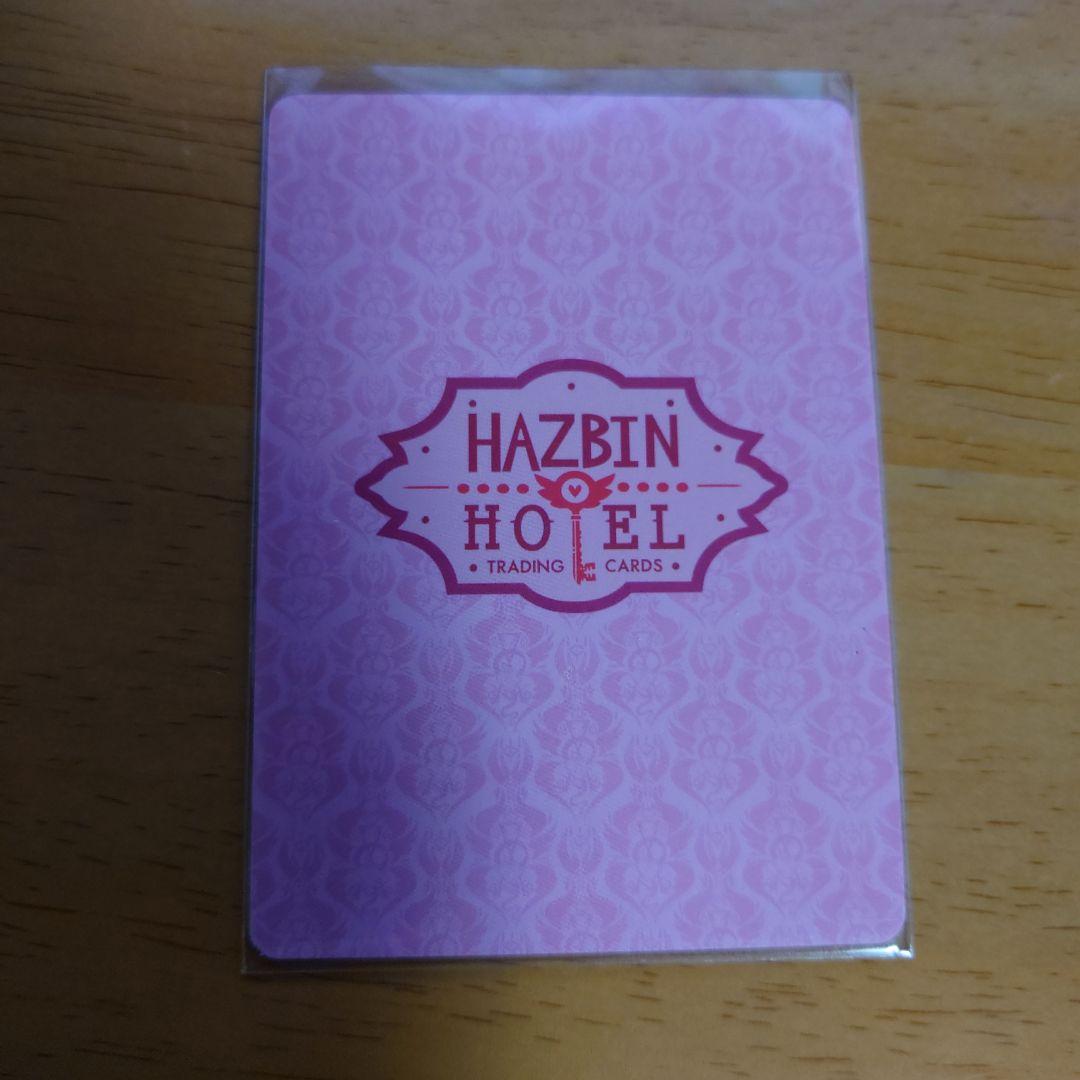 HAZBIN
HOTEL
• TRADING CARDS •